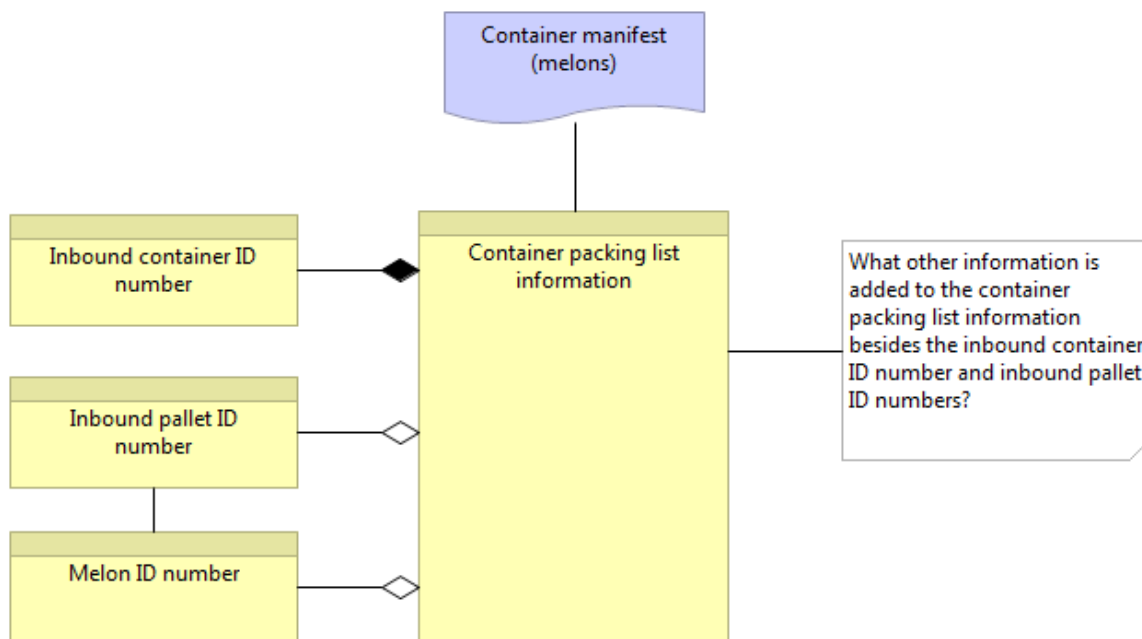 Container manifest
(melons)
Inbound container ID
number
Container packing list
information
What other information is
added to the container
packing list information
besides the inbound container
ID number and inbound pallet
ID numbers?
Inbound pallet ID
number
Melon ID number